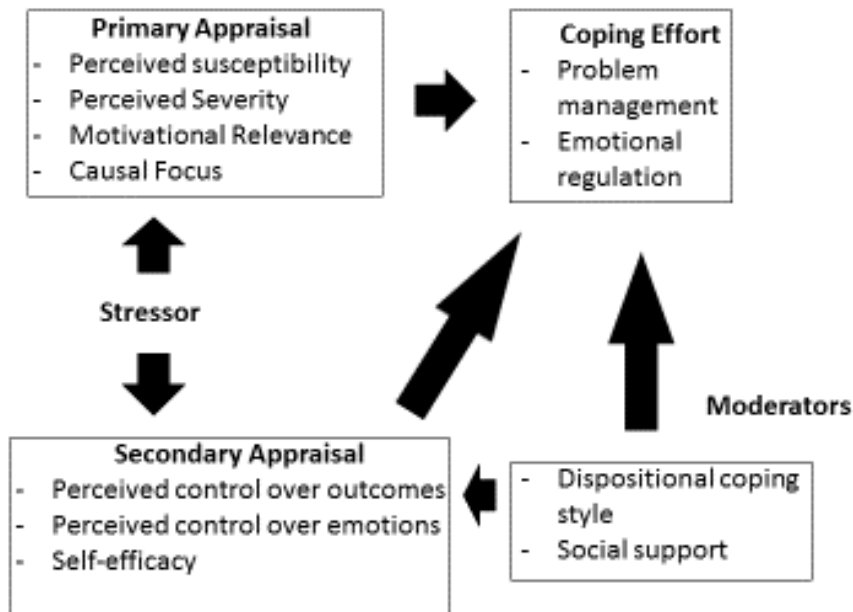 Primary Appraisal
- Perceived susceptibility
- Perceived Severity
- Motivational Relevance
- Causal Focus
Coping Effort
- Problem
management
- Emotional
regulation
Stressor
Moderators
Secondary Appraisal
- Perceived control over outcomes
- Perceived control over emotions
- Self-efficacy
- Dispositional coping
style
- Social support